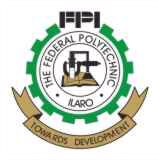 FPI
THE FEDERAL POLYTECHNIC
ILARO
TOWARDS DEVELOPMENT